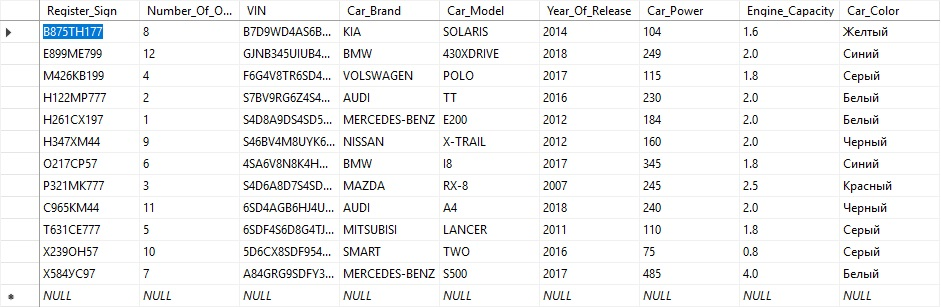 Register_Sign Number_Of_O... VIN Car_Brand Car_Model Year_Of_Release Car_Power Engine_Capacity Car_Color
B875TH177 8 B7D9WD4AS6B... KIA SOLARIS 2014 104 1.6 Желтый
E899ME799 12 GJNB345UIUB4... BMW 430XDRIVE 2018 249 2.0 Синий
M426KB199 4 F6G4V8TR6SD4... VOLSWAGEN POLO 2017 115 1.8 Серый
H122MP777 2 S7BV9RG6Z4S4... AUDI TT 2016 230 2.0 Белый
H261CX197 1 S4D8A9DS4SD5... MERCEDES-BENZ E200 2012 184 2.0 Белый
H347XM44 9 S46BV4M8UYK6... NISSAN X-TRAIL 2012 160 2.0 Черный
O217CP57 6 4SA6V8N8K4H... BMW I8 2017 345 1.8 Синий
P321MK777 3 S4D6A8D7S4SD... MAZDA RX-8 2007 245 2.5 Красный
C965KM44 11 6SD4AGB6HJ4U... AUDI A4 2018 240 2.0 Черный
T631CE777 5 6SDF4S6D8G4TJ... MITSUBISI LANCER 2011 110 1.8 Серый
X239OH57 10 5D6CX8SDF954... SMART TWO 2016 75 0.8 Серый
X584УC97 7 A84GRG9SDFY3... MERCEDES-BENZ S500 2017 485 4.0 Белый
NULL NULL NULL NULL NULL NULL NULL NULL NULL